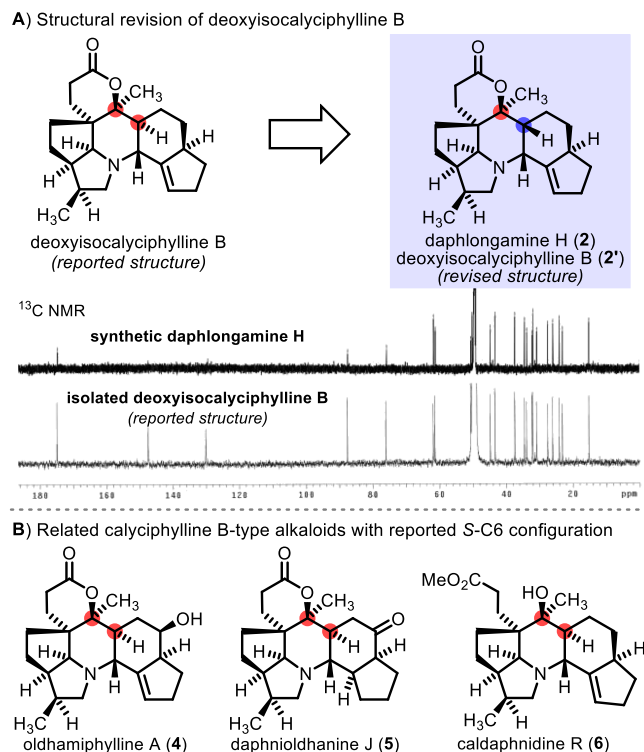 A) Structural revision of deoxyisocalyciphylline B
O
O
CH3
H
H
N
H
H
H
H3C
H
deoxyisocalyciphylline B
(reported structure)
O
O
CH3
H
H
N
H
H
H
H3C
H
daphlongamine H (2)
deoxyisocalyciphylline B (2')
(revised structure)
13C NMR
synthetic daphlongamine H
isolated deoxyisocalyciphylline B
(reported structure)
180 160 140 120 100 80 60 40 20 ppm
B) Related calyciphylline B-type alkaloids with reported S-C6 configuration
O
O
CH3
OH
H
H
N
H
H
H
H3C
H
oldhamiphylline A (4)
O
O
CH3
O
H
H
N
H
H
H
H
H3C
H
daphnioldhanine J (5)
MeO2C
HO
CH3
H
H
H
N
H
H
H3C
H
caldaphnidine R (6)